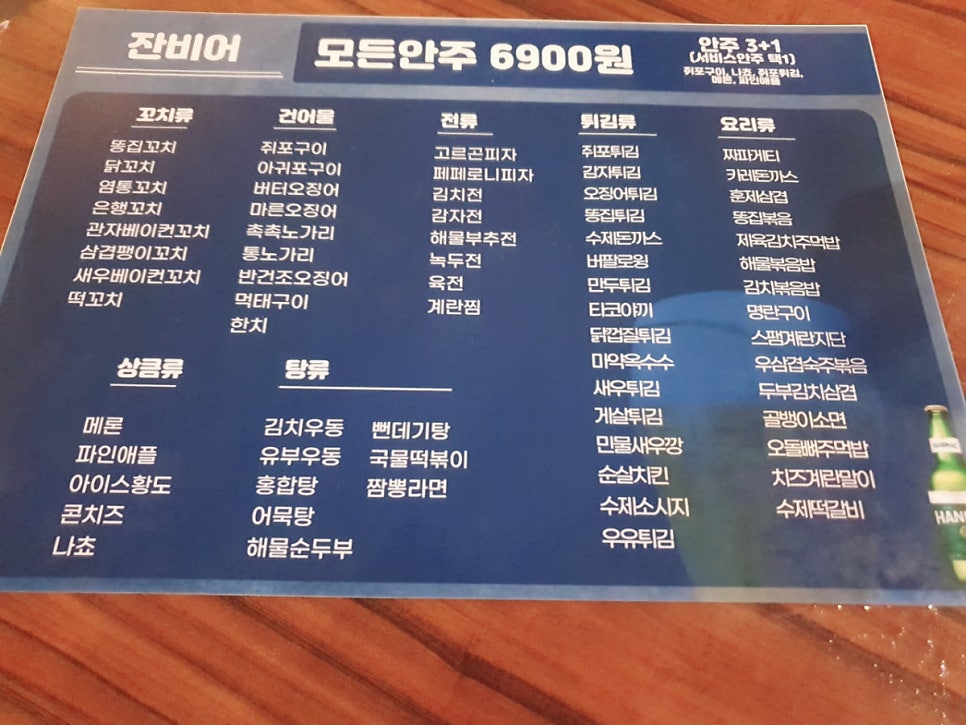 잔비어
모든안주 6900원
안주 3+1
(서비스안주 택1)
쥐포구이, 나쵸, 쥐포튀김,
메론, 파인애플
꼬치류
똥집꼬치
닭꼬치
염통꼬치
은행꼬치
관자베이컨꼬치
삼겹팽이꼬치
새우베이컨꼬치
떡꼬치
건어물
쥐포구이
아귀포구이
버터오징어
마른오징어
촉촉노가리
통노가리
반건조오징어
먹태구이
한치
전류
고르곤피자
페페로니피자
김치전
감자전
해물부추전
녹두전
육전
계란찜
튀김류
쥐포튀김
감자튀김
오징어튀김
똥집튀김
수제돈까스
버팔로윙
만두튀김
타코야끼
닭껍질튀김
마약옥수수
새우튀김
게살튀김
민물새우깡
순살치킨
수제소시지
우유튀김
요리류
짜파게티
카레돈까스
훈제삼겹
똥집볶음
제육김치주먹밥
해물볶음밥
김치볶음밥
명란구이
스팸계란지단
우삼겹숙주볶음
두부김치삼겹
골뱅이소면
오돌뼈주먹밥
치즈계란말이
수제떡갈비
상큼류
메론
파인애플
아이스황도
콘치즈
나쵸
탕류
김치우동
유부우동
홍합탕
어묵탕
해물순두부
뻔데기탕
국물떡볶이
짬뽕라면
HAN